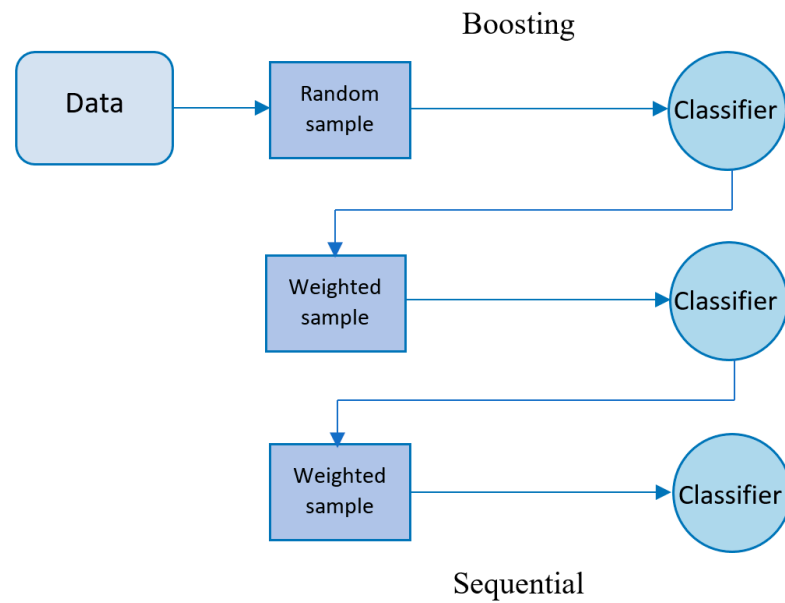 Boosting
Data
Random
sample
Classifier
Weighted
sample
Classifier
Weighted
sample
Classifier
Sequential